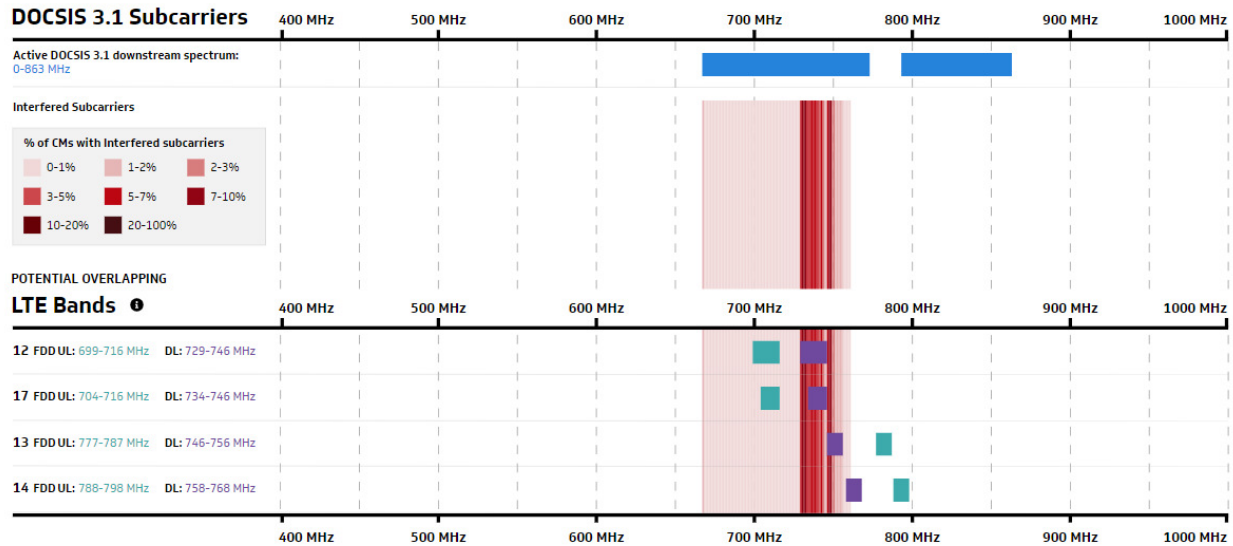 DOCSIS 3.1 Subcarriers
400 MHz 500 MHz 600 MHz 700 MHz 800 MHz 900 MHz 1000 MHz
Active DOCSIS 3.1 downstream spectrum:
0-863 MHz
Interfered Subcarriers
% of CMs with Interfered subcarriers
0-1% 1-2% 2-3%
3-5% 5-7% 7-10%
10-20% 20-100%
POTENTIAL OVERLAPPING
LTE Bands i
400 MHz 500 MHz 600 MHz 700 MHz 800 MHz 900 MHz 1000 MHz
12 FDD UL: 699-716 MHz DL: 729-746 MHz
17 FDD UL: 704-716 MHz DL: 734-746 MHz
13 FDD UL: 777-787 MHz DL: 746-756 MHz
14 FDD UL: 788-798 MHz DL: 758-768 MHz
400 MHz 500 MHz 600 MHz 700 MHz 800 MHz 900 MHz 1000 MHz